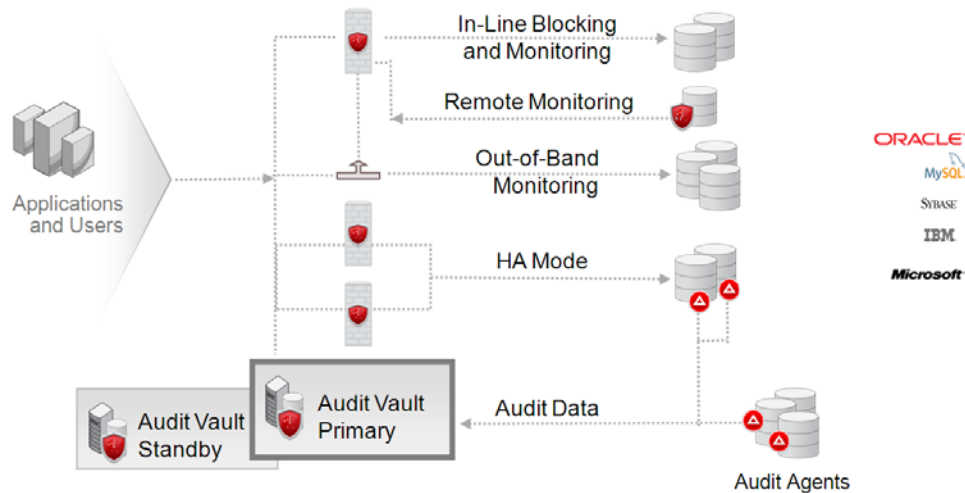 In-Line Blocking
and Monitoring
Remote Monitoring
Out-of-Band
Monitoring
Applications
and Users
HA Mode
Audit Vault
Standby
Audit Vault
Primary
Audit Data
Audit Agents
ORACLE
MySQL
SYBASE
IBM
Microsoft